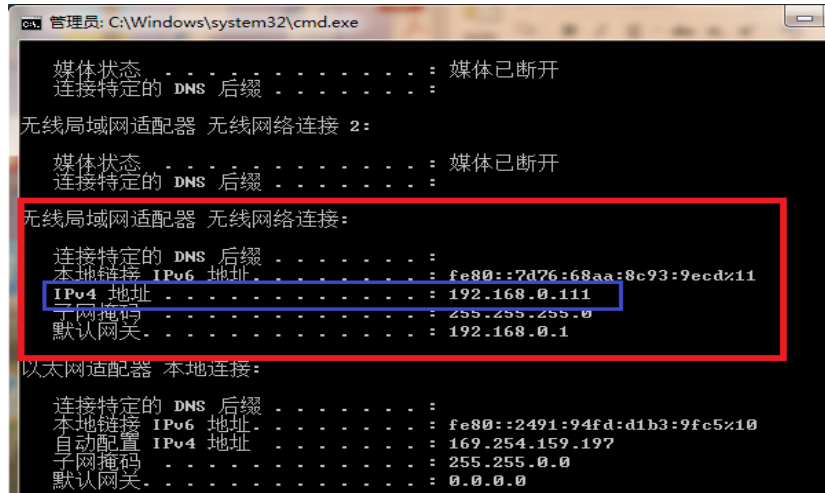 管理员: C:\Windows\system32\cmd.exe
媒体状态 . . . . . . . . . . . . : 媒体已断开
连接特定的 DNS 后缀 . . . . . . . :
无线局域网适配器 无线网络连接 2:
媒体状态 . . . . . . . . . . . . : 媒体已断开
连接特定的 DNS 后缀 . . . . . . . :
无线局域网适配器 无线网络连接:
连接特定的 DNS 后缀 . . . . . . . :
本地链接 IPv6 地址. . . . . . . . : fe80::7d76:68aa:8c93:9ecd%11
IPv4 地址 . . . . . . . . . . . . : 192.168.0.111
子网掩码 . . . . . . . . . . . . : 255.255.255.0
默认网关. . . . . . . . . . . . . : 192.168.0.1
以太网适配器 本地连接:
连接特定的 DNS 后缀 . . . . . . . :
本地链接 IPv6 地址. . . . . . . . : fe80::2491:94fd:d1b3:9fc5%10
自动配置 IPv4 地址 . . . . . . . : 169.254.159.197
子网掩码 . . . . . . . . . . . . : 255.255.0.0
默认网关. . . . . . . . . . . . . : 0.0.0.0